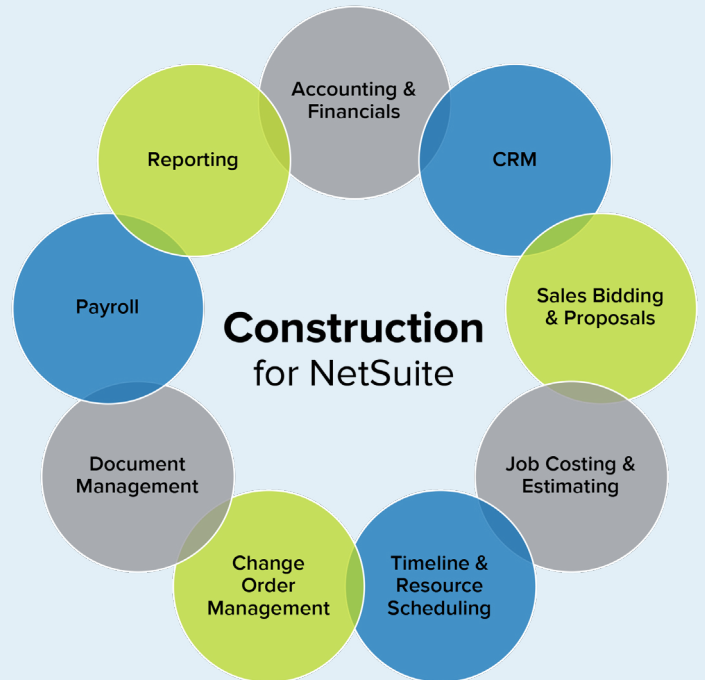 Accounting &
Financials
CRM
Sales Bidding
& Proposals
Job Costing &
Estimating
Timeline &
Resource
Scheduling
Change
Order
Management
Document
Management
Payroll
Reporting
Construction
for NetSuite